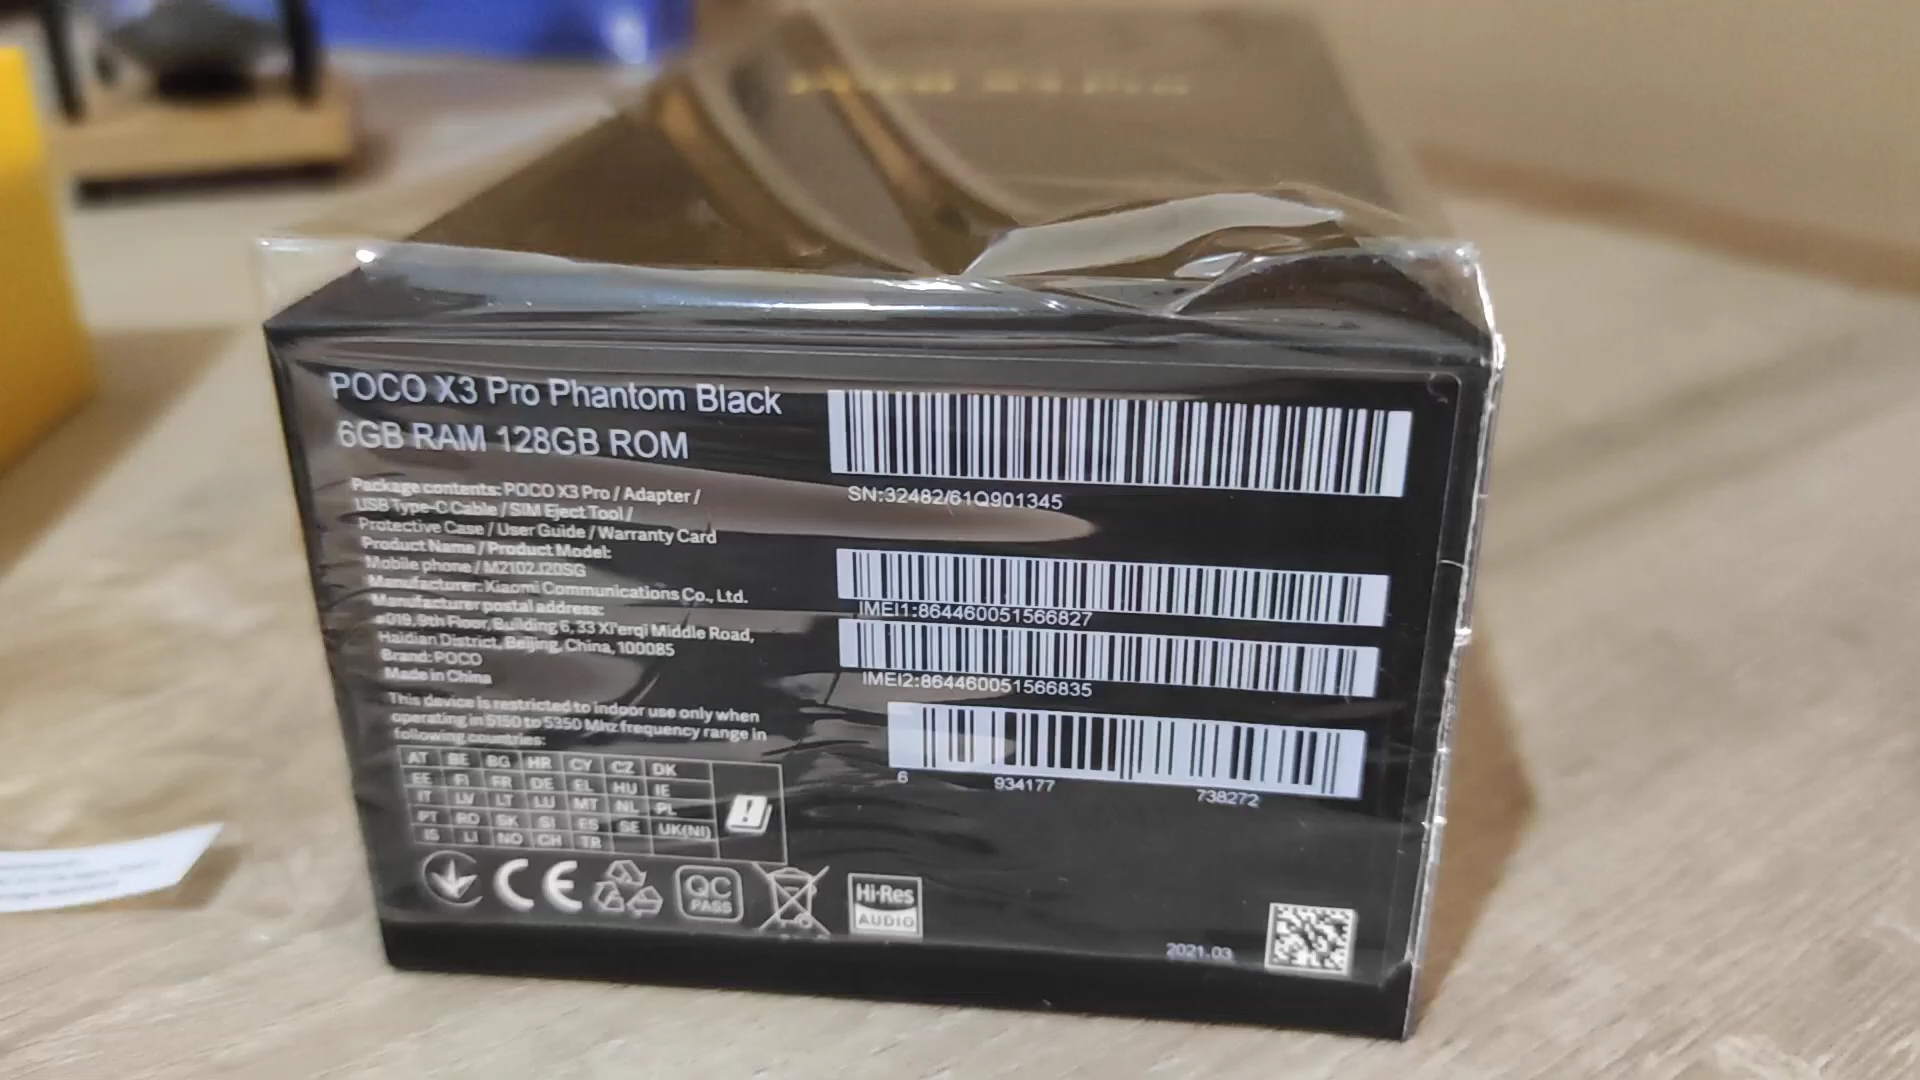 POCO X3 Pro Phantom Black
6GB RAM 128GB ROM
Package contents: POCO X3 Pro / Adapter /
USB Type-C Cable / SIM Eject Tool /
Protective Case / User Guide / Warranty Card
Product Name / Product Model:
Mobile phone / M2102J20SG
Manufacturer: Xiaomi Communications Co., Ltd.
Manufacturer postal address:
#019, 9th Floor, Building 6, 33 Xi'erqi Middle Road,
Haidian District, Beijing, China, 100085
Brand: POCO
Made in China
This device is restricted to indoor use only when
operating in 5150 to 5350 Mhz frequency range in
following countries:
AT BE BG HR CY CZ DK
EE FI FR DE EL HU IE
IT LV LT LU MT NL PL
PT RO SK SI ES SE UK(NI)
IS LI NO CH TR
CE
QC
PASS
Hi-Res
AUDIO
SN:32482/61Q901345
IMEI1:864460051566827
IMEI2:864460051566835
6 934177 738272
2021.03